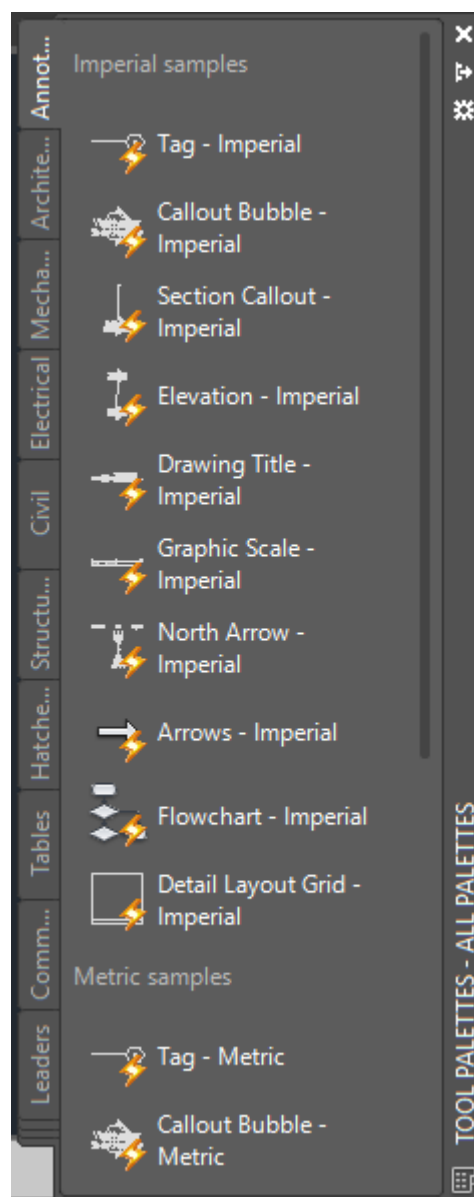 Annot...
Archite...
Mecha...
Electrical
Civil
Structu...
Hatche...
Tables
Comm...
Leaders
Imperial samples
Tag - Imperial
Callout Bubble -
Imperial
Section Callout -
Imperial
Elevation - Imperial
Drawing Title -
Imperial
Graphic Scale -
Imperial
North Arrow -
Imperial
Arrows - Imperial
Flowchart - Imperial
Detail Layout Grid -
Imperial
Metric samples
Tag - Metric
Callout Bubble -
Metric
TOOL PALETTES - ALL PALETTES